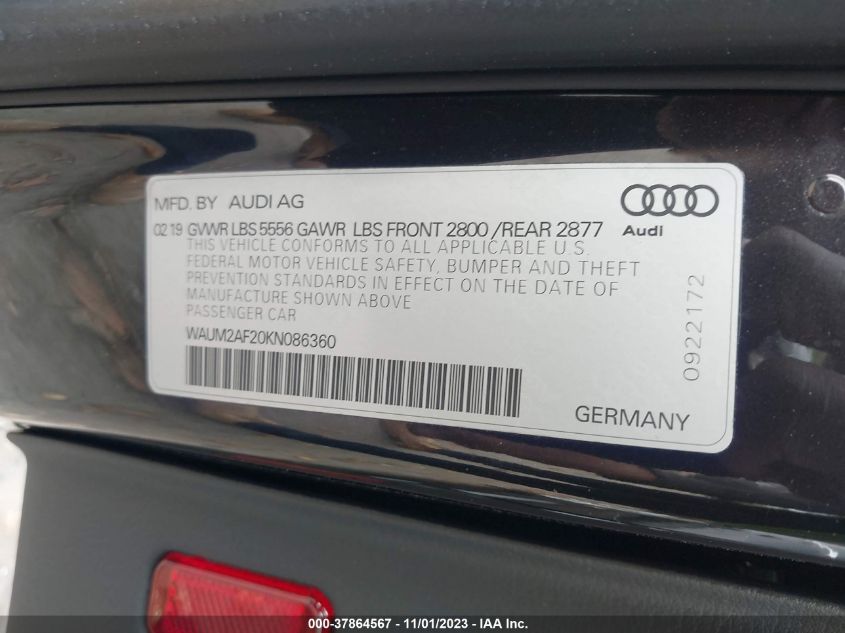 MFD. BY AUDI AG
02 19 GVWR LBS 5556 GAWR LBS FRONT 2800 /REAR 2877
Audi
THIS VEHICLE CONFORMS TO ALL APPLICABLE U.S.
FEDERAL MOTOR VEHICLE SAFETY, BUMPER AND THEFT
PREVENTION STANDARDS IN EFFECT ON THE DATE OF
MANUFACTURE SHOWN ABOVE
PASSENGER CAR
WAUM2AF20KN086360
0922172
GERMANY
000-37864567 - 11/01/2023 - IAA Inc.